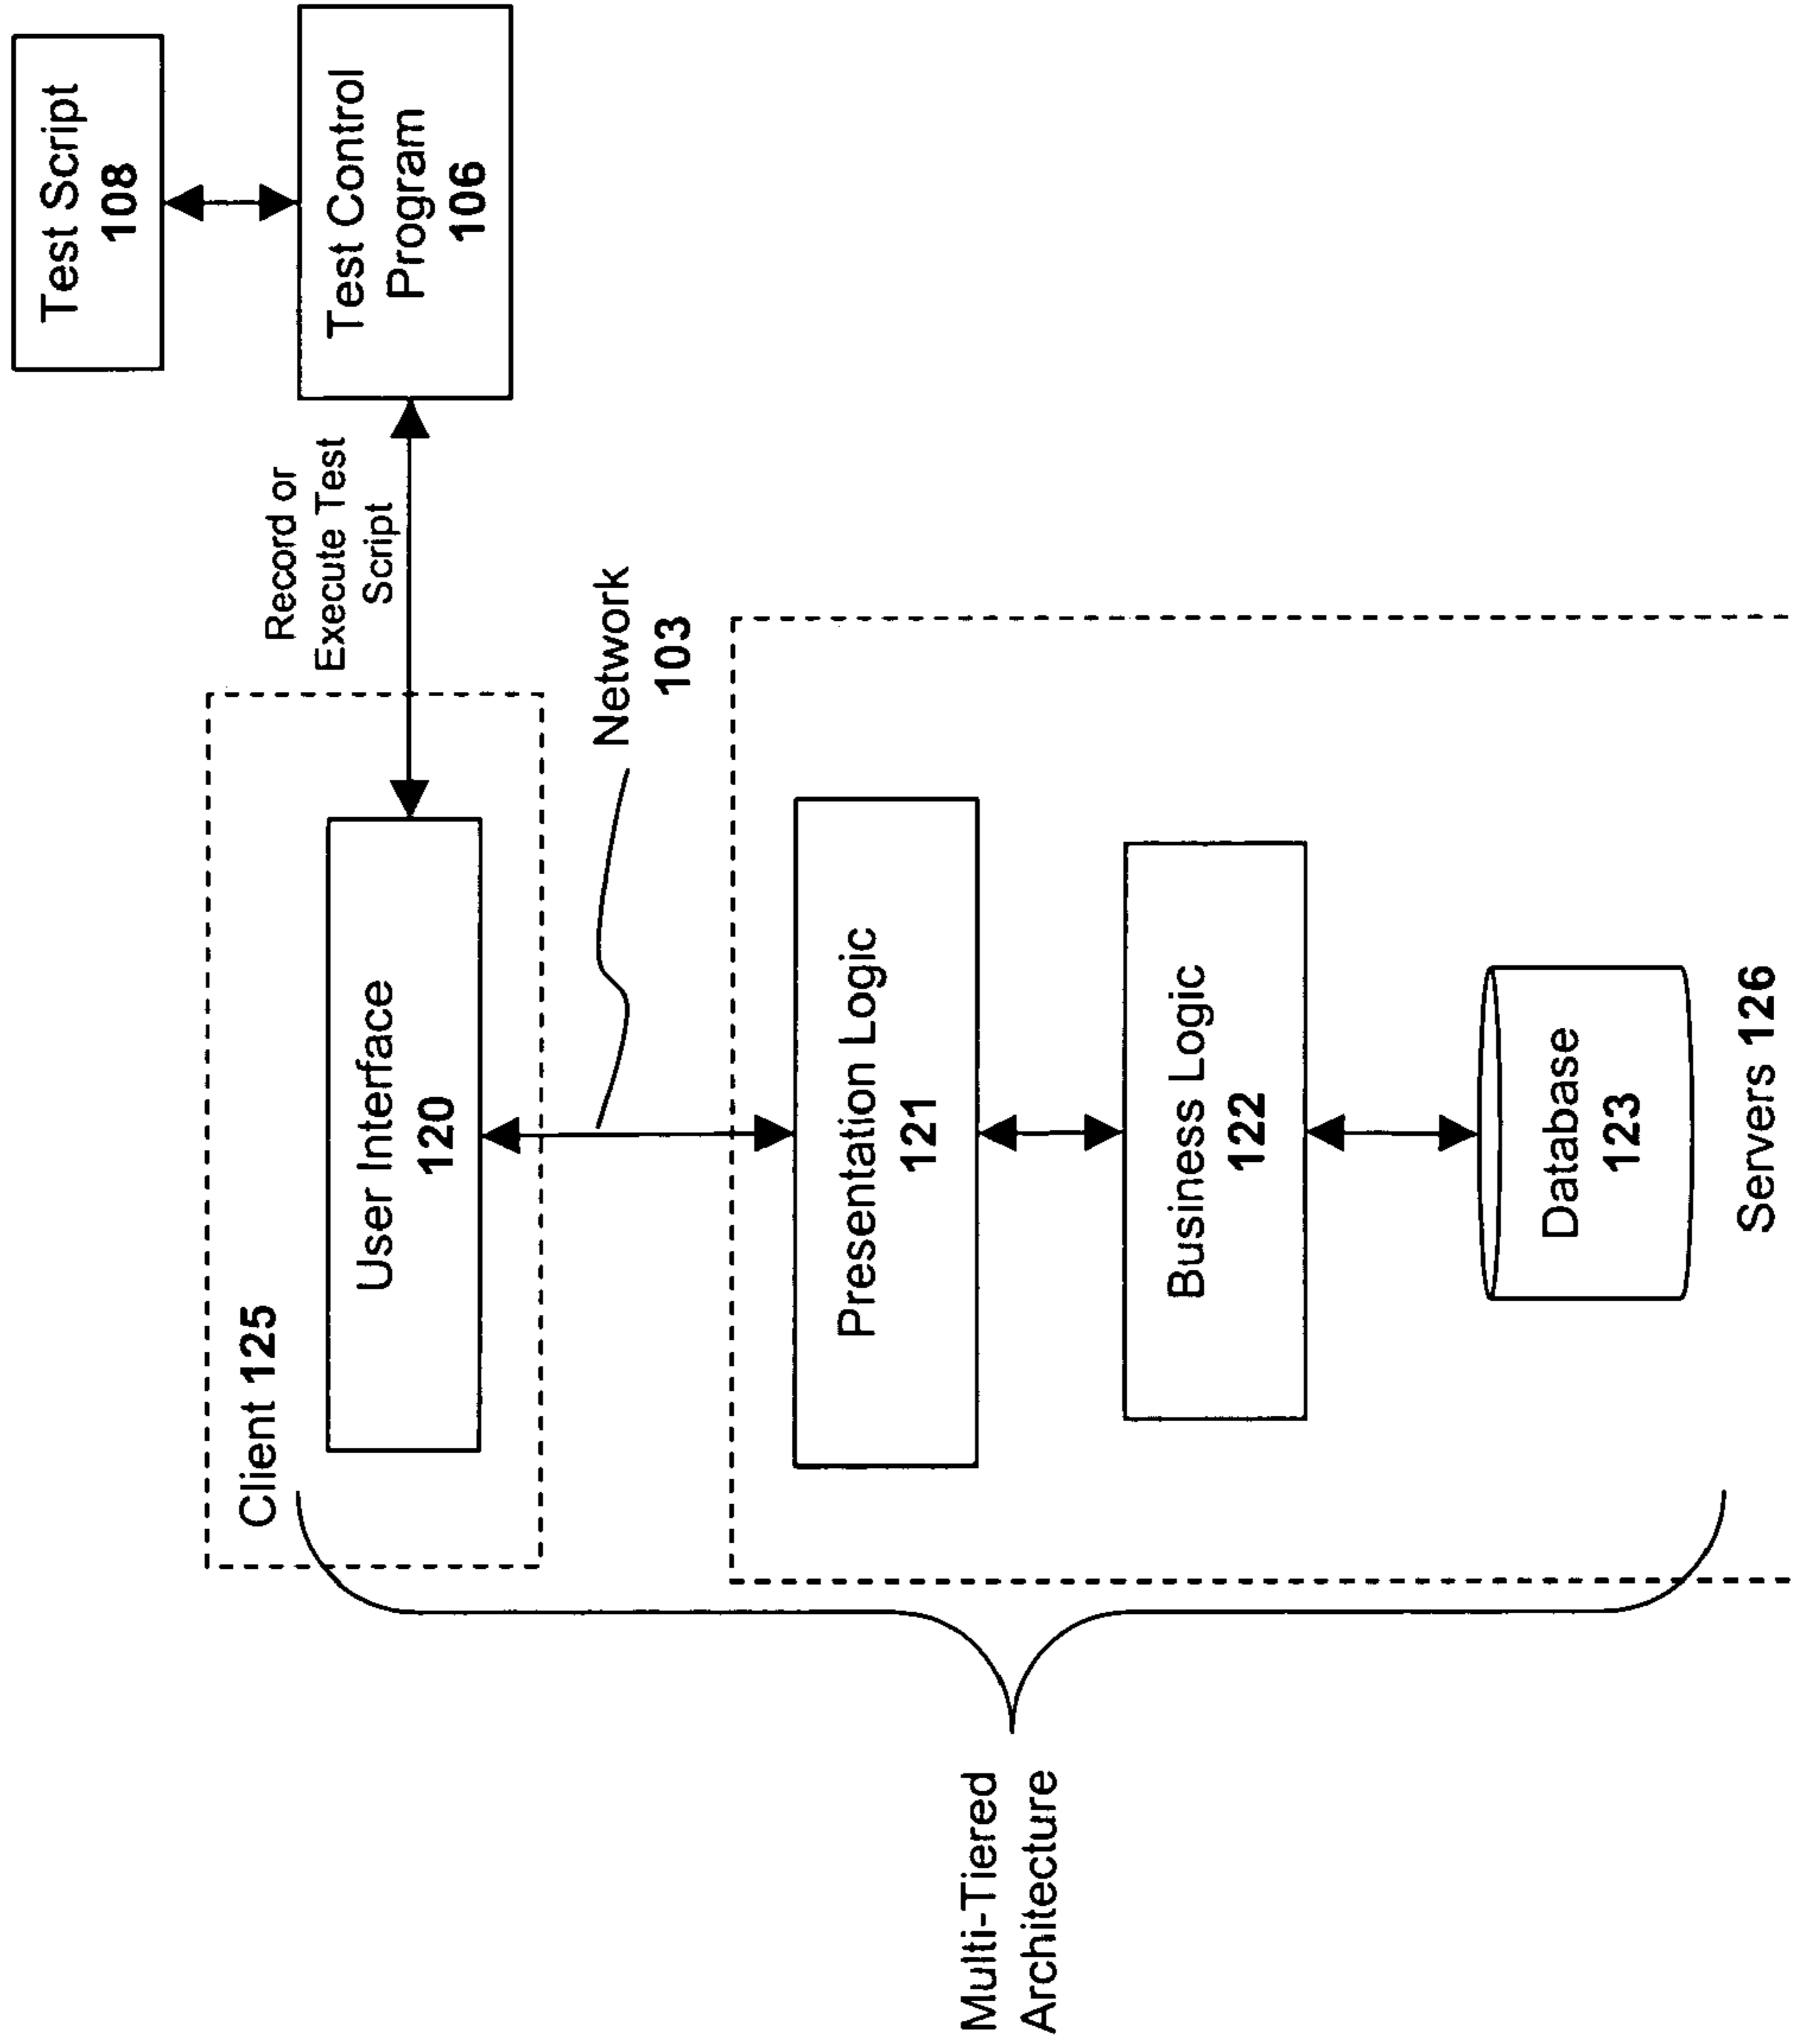 Test Script
108
Test Control
Program
106
Record or
Execute Test
Script
Client 125
User Interface
120
Network
103
Presentation Logic
121
Business Logic
122
Database
123
Servers 126
Multi-Tiered
Architecture